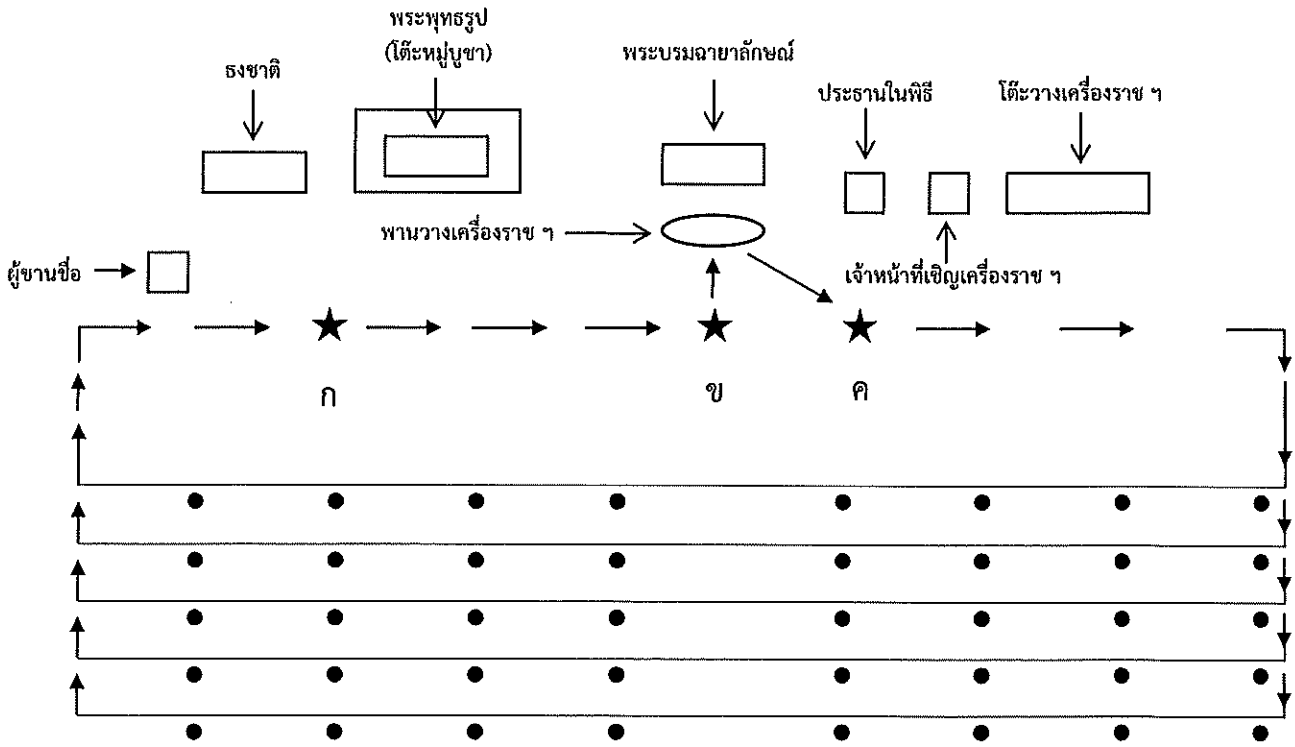 พระพุทธรูป
(โต๊ะหมู่บูชา)
ธงชาติ
พระบรมฉายาลักษณ์
ประธานในพิธี
โต๊ะวางเครื่องราช ฯ
พานวางเครื่องราช ฯ
ผู้ขานชื่อ
เจ้าหน้าที่เชิญเครื่องราช ฯ
ก
ข
ค